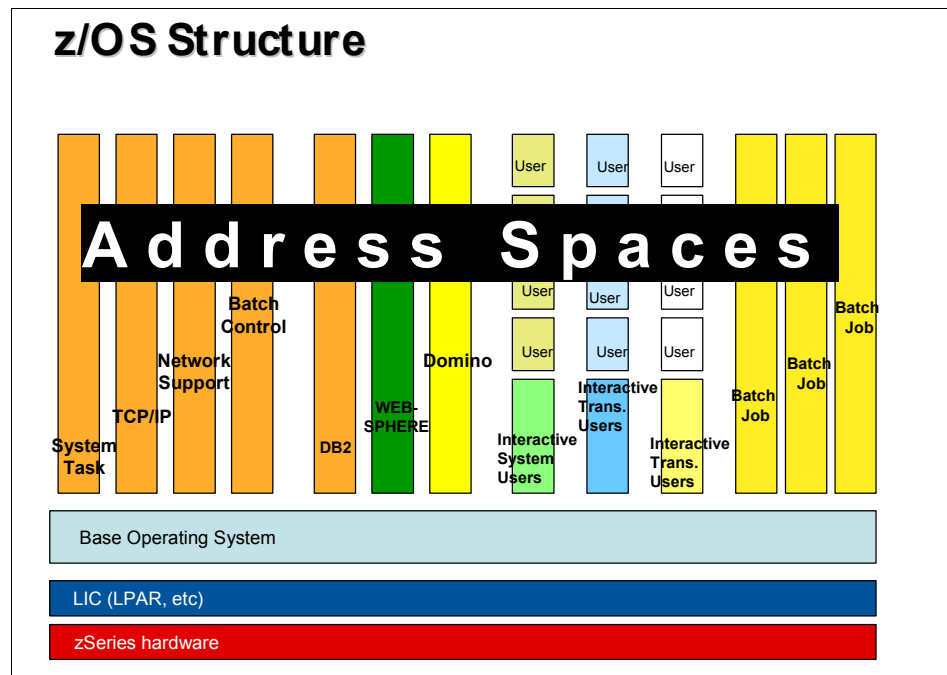 z/OS Structure
User
User
User
Address Spaces
User
User
User
Batch
Control
Batch
Job
User
User
User
Network
Support
Domino
Batch
Job
Interactive
Trans.
Users
Batch
Job
TCP/IP
WEB-
SPHERE
System
Task
DB2
Interactive
System
Users
Interactive
Trans.
Users
Base Operating System
LIC (LPAR, etc)
zSeries hardware